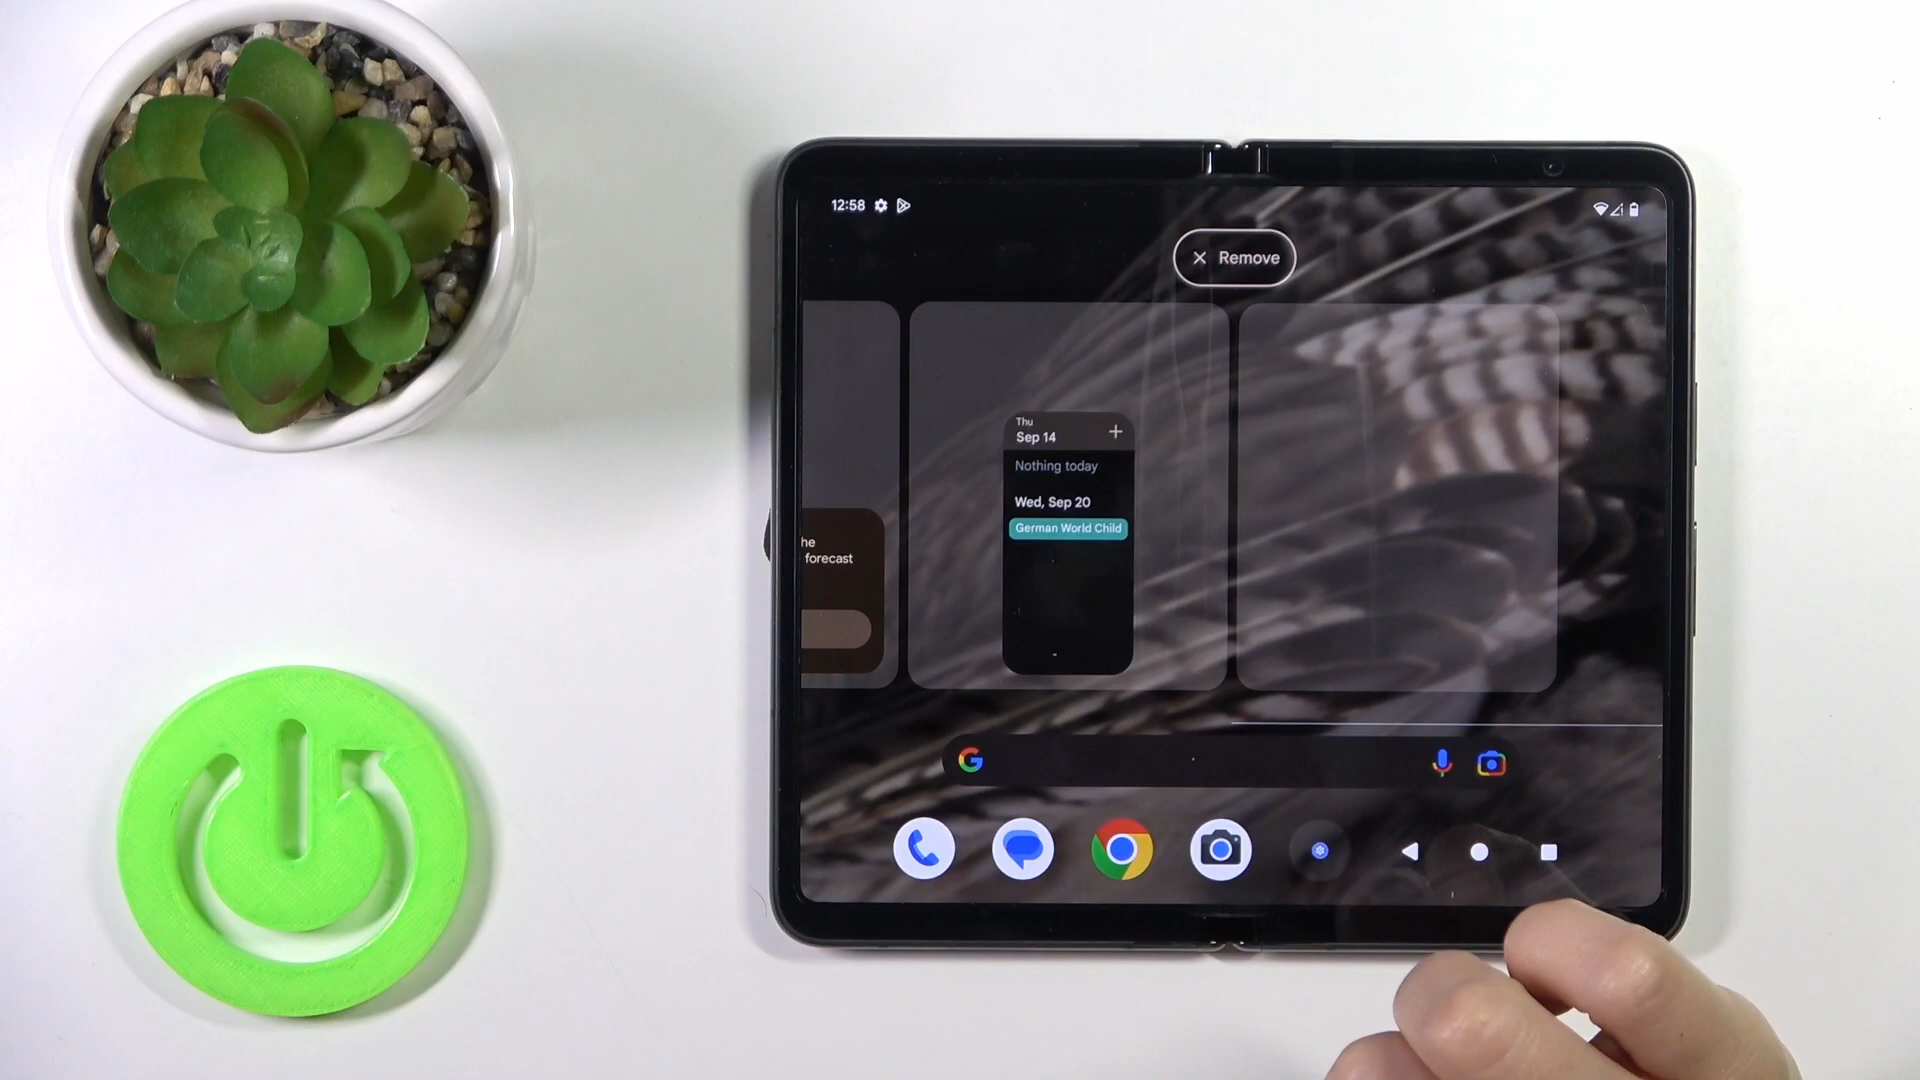 12:58
Remove
Thu
Sep 14
Nothing today
Wed, Sep 20
German World Child
he
forecast